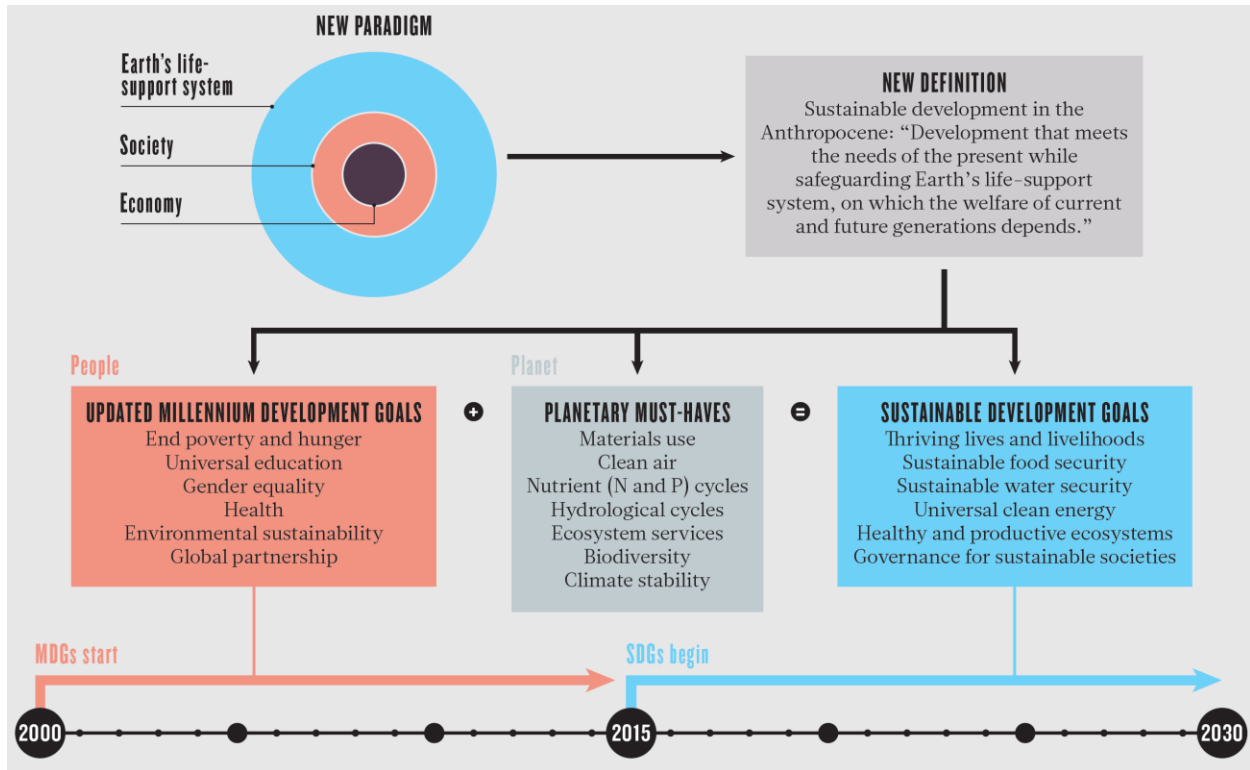 NEW PARADIGM
Earth's life-
support system
Society
Economy
NEW DEFINITION
Sustainable development in the
Anthropocene: “Development that meets
the needs of the present while
safeguarding Earth's life-support
system, on which the welfare of current
and future generations depends.”
People
UPDATED MILLENNIUM DEVELOPMENT GOALS
End poverty and hunger
Universal education
Gender equality
Health
Environmental sustainability
Global partnership
+
Planet
PLANETARY MUST-HAVES
Materials use
Clean air
Nutrient (N and P) cycles
Hydrological cycles
Ecosystem services
Biodiversity
Climate stability
=
SUSTAINABLE DEVELOPMENT GOALS
Thriving lives and livelihoods
Sustainable food security
Sustainable water security
Universal clean energy
Healthy and productive ecosystems
Governance for sustainable societies
MDGs start
SDGs begin
2000
2015
2030